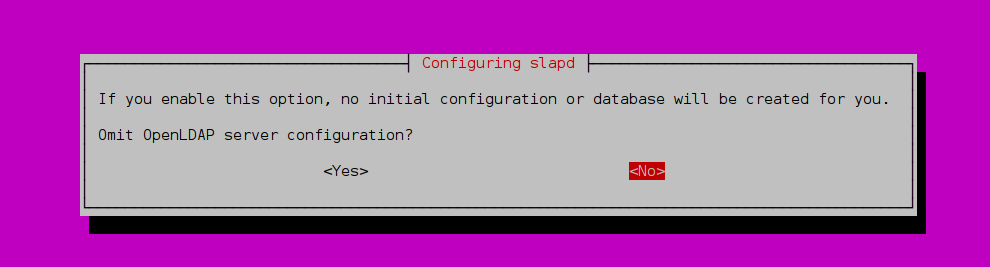 Configuring slapd
If you enable this option, no initial configuration or database will be created for you.
Omit OpenLDAP server configuration?
<Yes> <No>